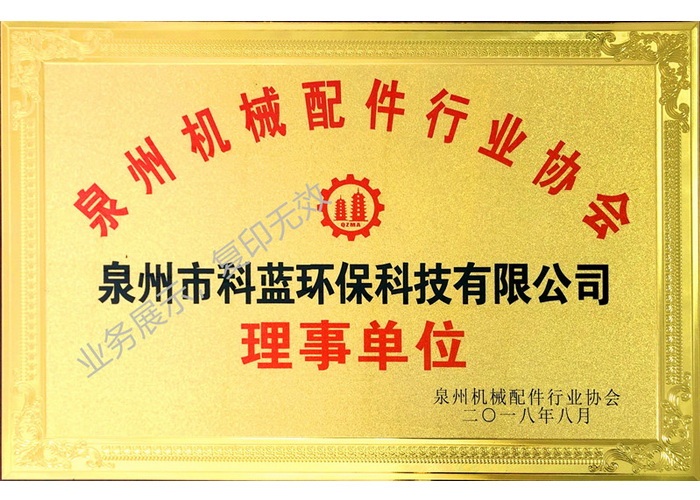 泉州机械配件行业协会
QZMA
泉州市科蓝环保科技有限公司
理事单位
泉州机械配件行业协会
二〇一八年八月
业务展示，复印无效